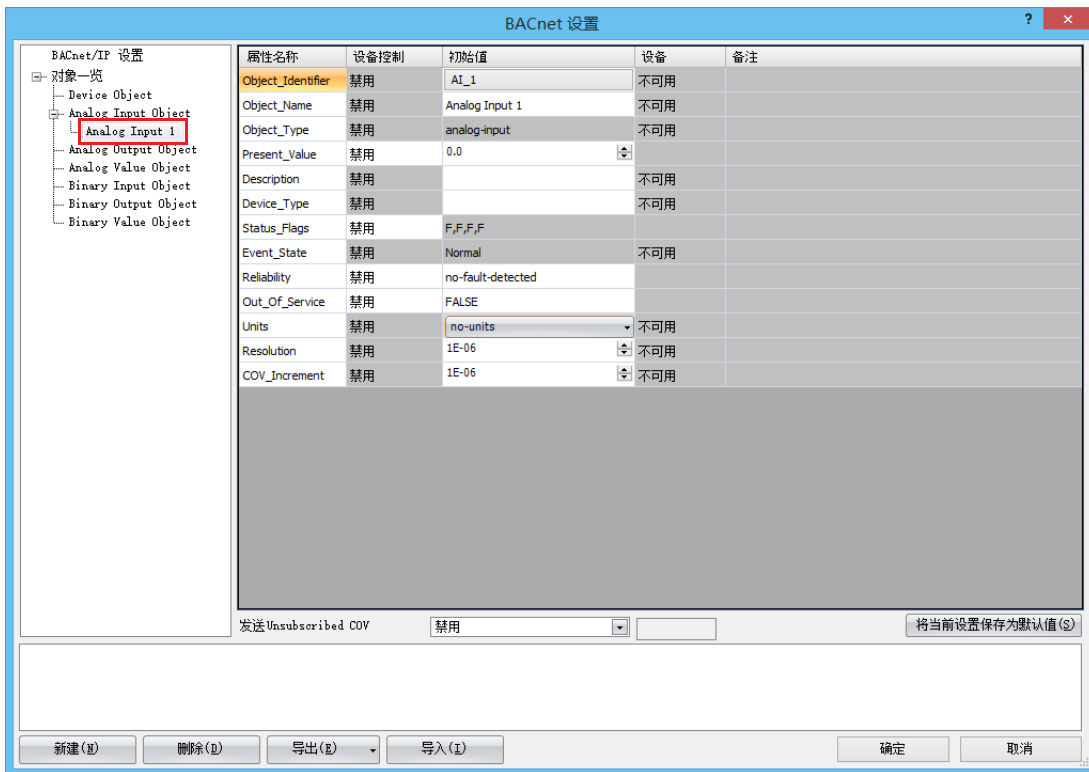 BACnet 设置
?
×
BACnet/IP 设置
对象一览
Device Object
Analog Input Object
Analog Input 1
Analog Output Object
Analog Value Object
Binary Input Object
Binary Output Object
Binary Value Object
属性名称 设备控制 初始值 设备 备注
Object_Identifier 禁用 AI_1 不可用
Object_Name 禁用 Analog Input 1 不可用
Object_Type 禁用 analog-input 不可用
Present_Value 禁用 0.0
Description 禁用 不可用
Device_Type 禁用 不可用
Status_Flags 禁用 F,F,F,F
Event_State 禁用 Normal 不可用
Reliability 禁用 no-fault-detected
Out_Of_Service 禁用 FALSE
Units 禁用 no-units 不可用
Resolution 禁用 1E-06 不可用
COV_Increment 禁用 1E-06 不可用
发送Unsubscribed COV 禁用 将当前设置保存为默认值(S)
新建(N) 删除(D) 导出(E) 导入(I) 确定 取消